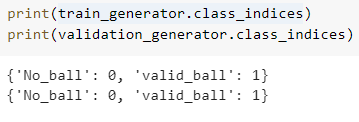 print(train_generator.class_indices)
print(validation_generator.class_indices)
{'No_ball': 0, 'valid_ball': 1}
{'No_ball': 0, 'valid_ball': 1}